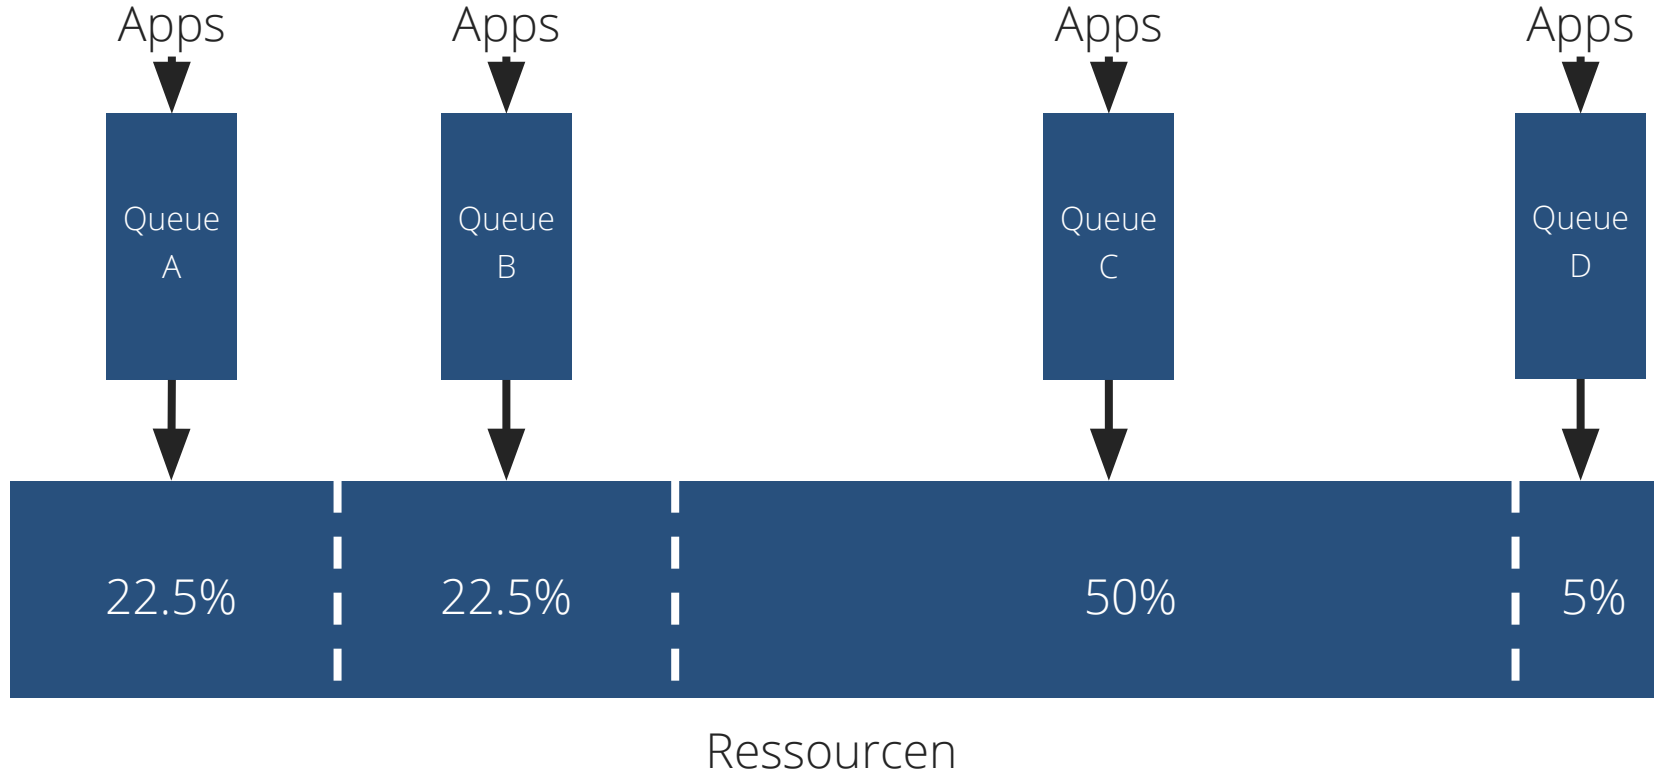 Apps
Apps
Apps
Apps
Queue
A
Queue
B
Queue
C
Queue
D
22.5%
22.5%
50%
5%
Ressourcen